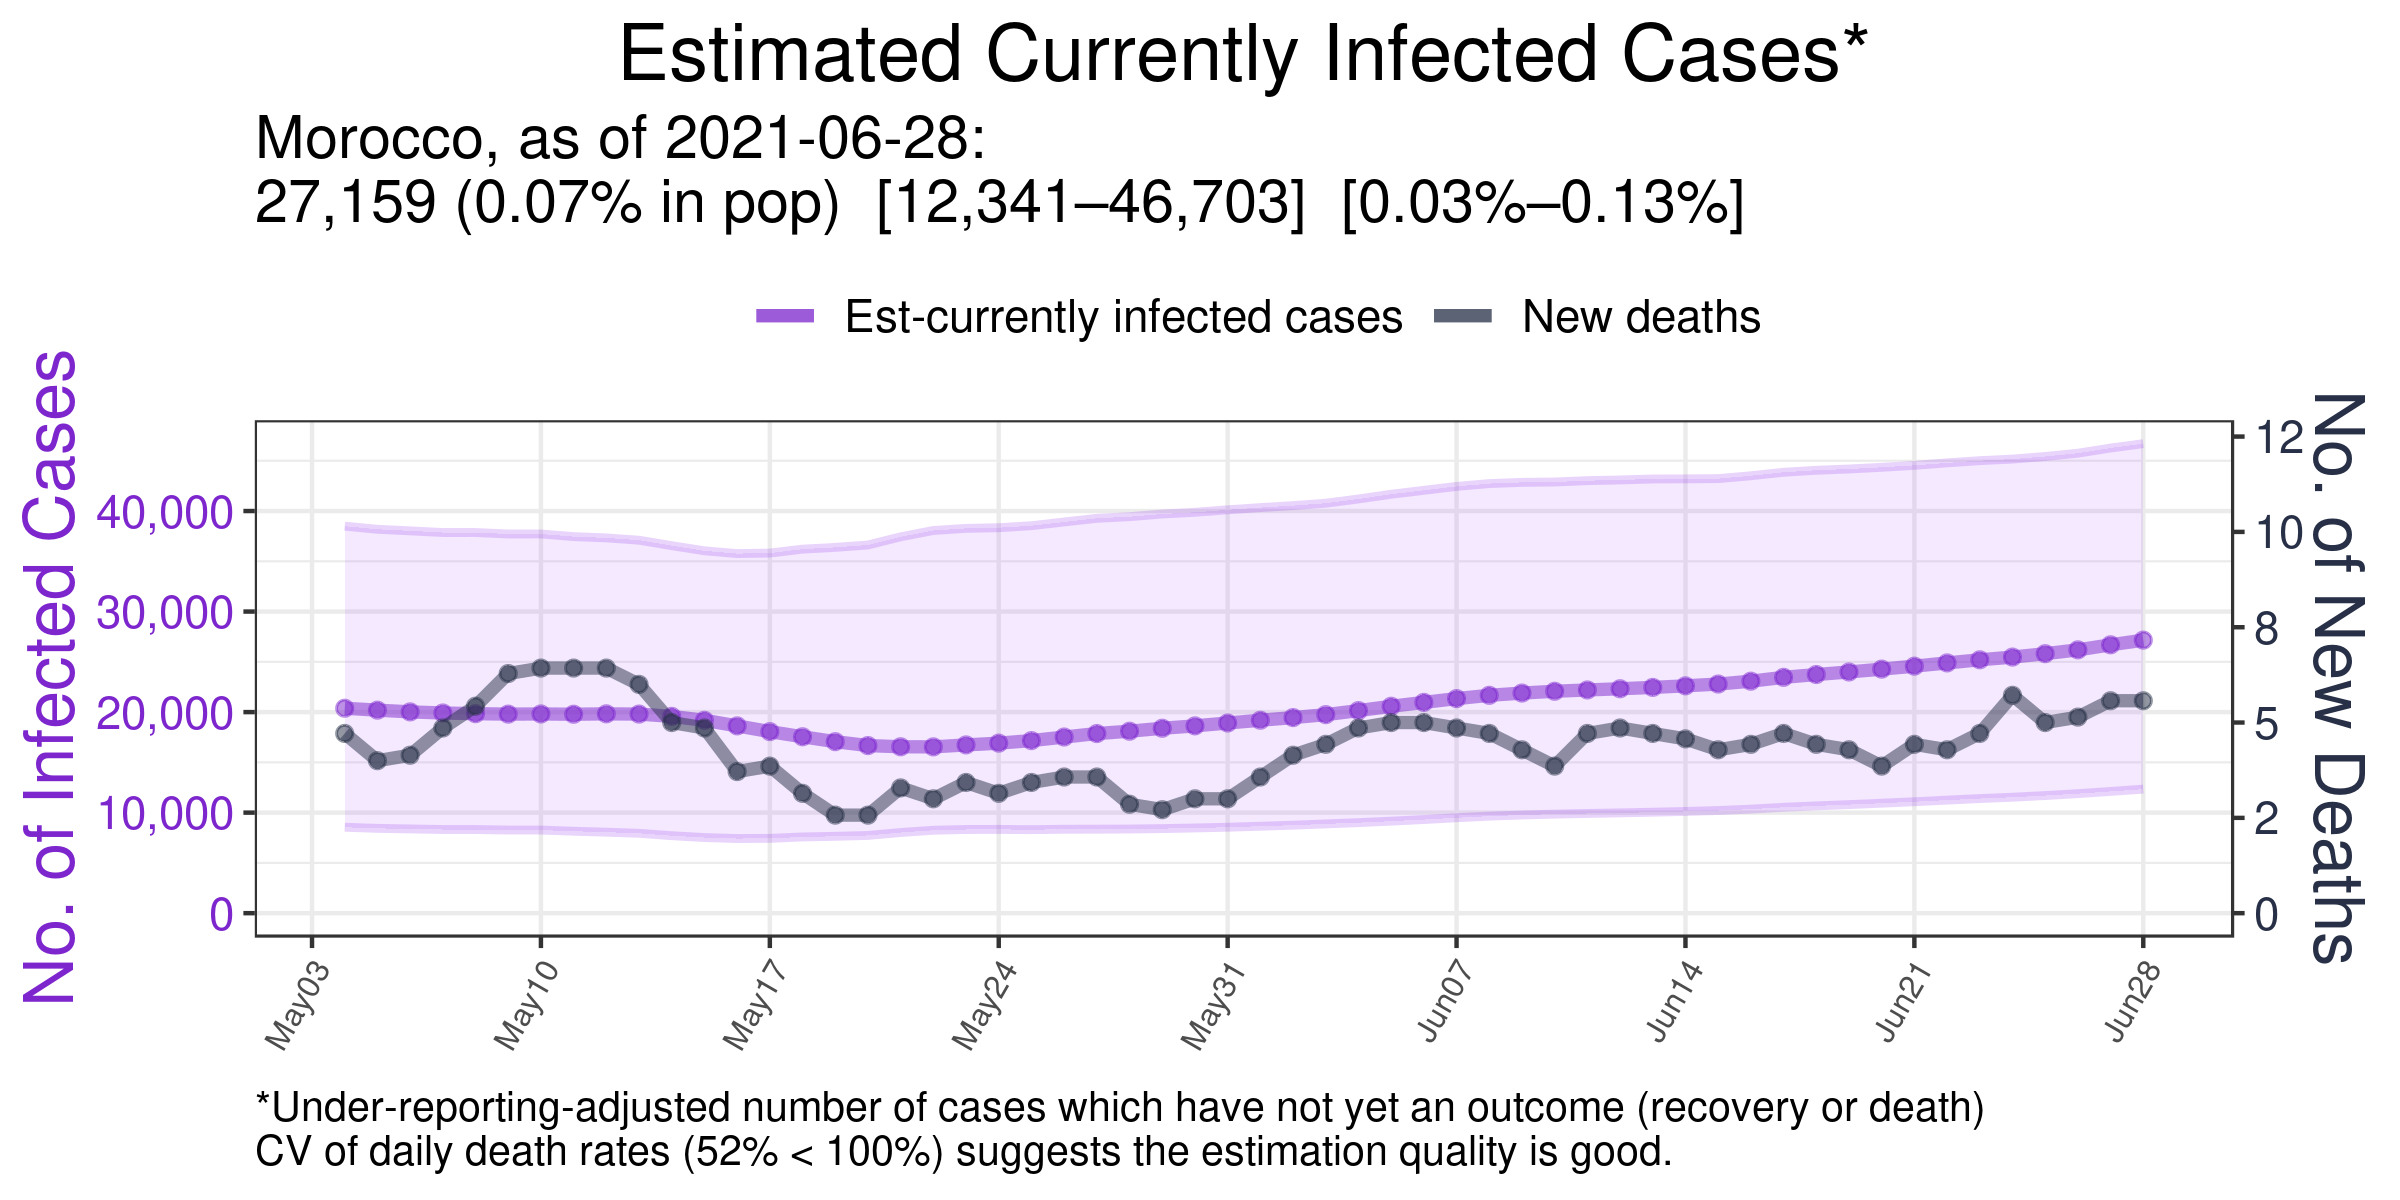 Estimated Currently Infected Cases*
Morocco, as of 2021-06-28:
27,159 (0.07% in pop)  [12,341–46,703]  [0.03%–0.13%]
Est-currently infected cases
New deaths
No. of Infected Cases
40,000
30,000
20,000
10,000
0
12
10
8
5
2
0
No. of New Deaths
May03
May10
May17
May24
May31
Jun07
Jun14
Jun21
Jun28
*Under-reporting-adjusted number of cases which have not yet an outcome (recovery or death)
CV of daily death rates (52% < 100%) suggests the estimation quality is good.